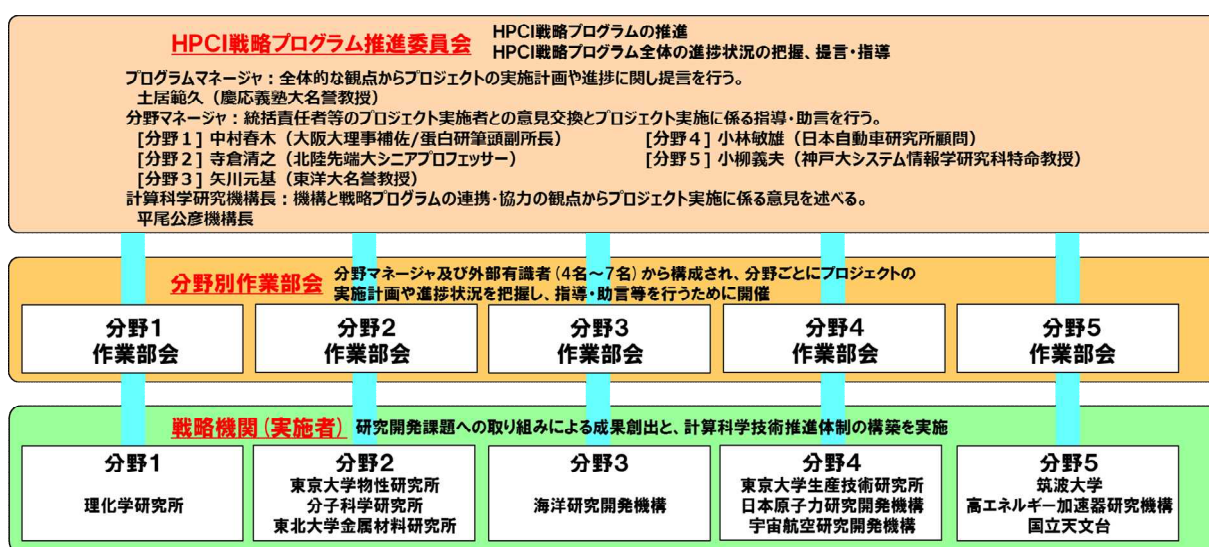 HPCI戦略プログラム推進委員会
HPCI戦略プログラムの推進
HPCI戦略プログラム全体の進捗状況の把握、提言・指導
プログラムマネージャ：全体的な観点からプロジェクトの実施計画や進捗に関し提言を行う。
土居範久（慶応義塾大名誉教授）
分野マネージャ：統括責任者等のプロジェクト実施者との意見交換とプロジェクト実施に係る指導・助言を行う。
［分野１］中村春木（大阪大理事補佐/蛋白研筆頭副所長）
［分野２］寺倉清之（北陸先端大シニアプロフェッサー）
［分野３］矢川元基（東洋大名誉教授）
［分野４］小林敏雄（日本自動車研究所顧問）
［分野５］小柳義夫（神戸大システム情報学研究科特命教授）
計算科学研究機構長：機構と戦略プログラムの連携・協力の観点からプロジェクト実施に係る意見を述べる。
平尾公彦機構長
分野別作業部会
分野マネージャ及び外部有識者（4名～7名）から構成され、分野ごとにプロジェクトの
実施計画や進捗状況を把握し、指導・助言等を行うために開催
分野1
作業部会
分野2
作業部会
分野3
作業部会
分野4
作業部会
分野5
作業部会
戦略機関（実施者）
研究開発課題への取り組みによる成果創出と、計算科学技術推進体制の構築を実施
分野1
理化学研究所
分野2
東京大学物性研究所
分子科学研究所
東北大学金属材料研究所
分野3
海洋研究開発機構
分野4
東京大学生産技術研究所
日本原子力研究開発機構
宇宙航空研究開発機構
分野5
筑波大学
高エネルギー加速器研究機構
国立天文台